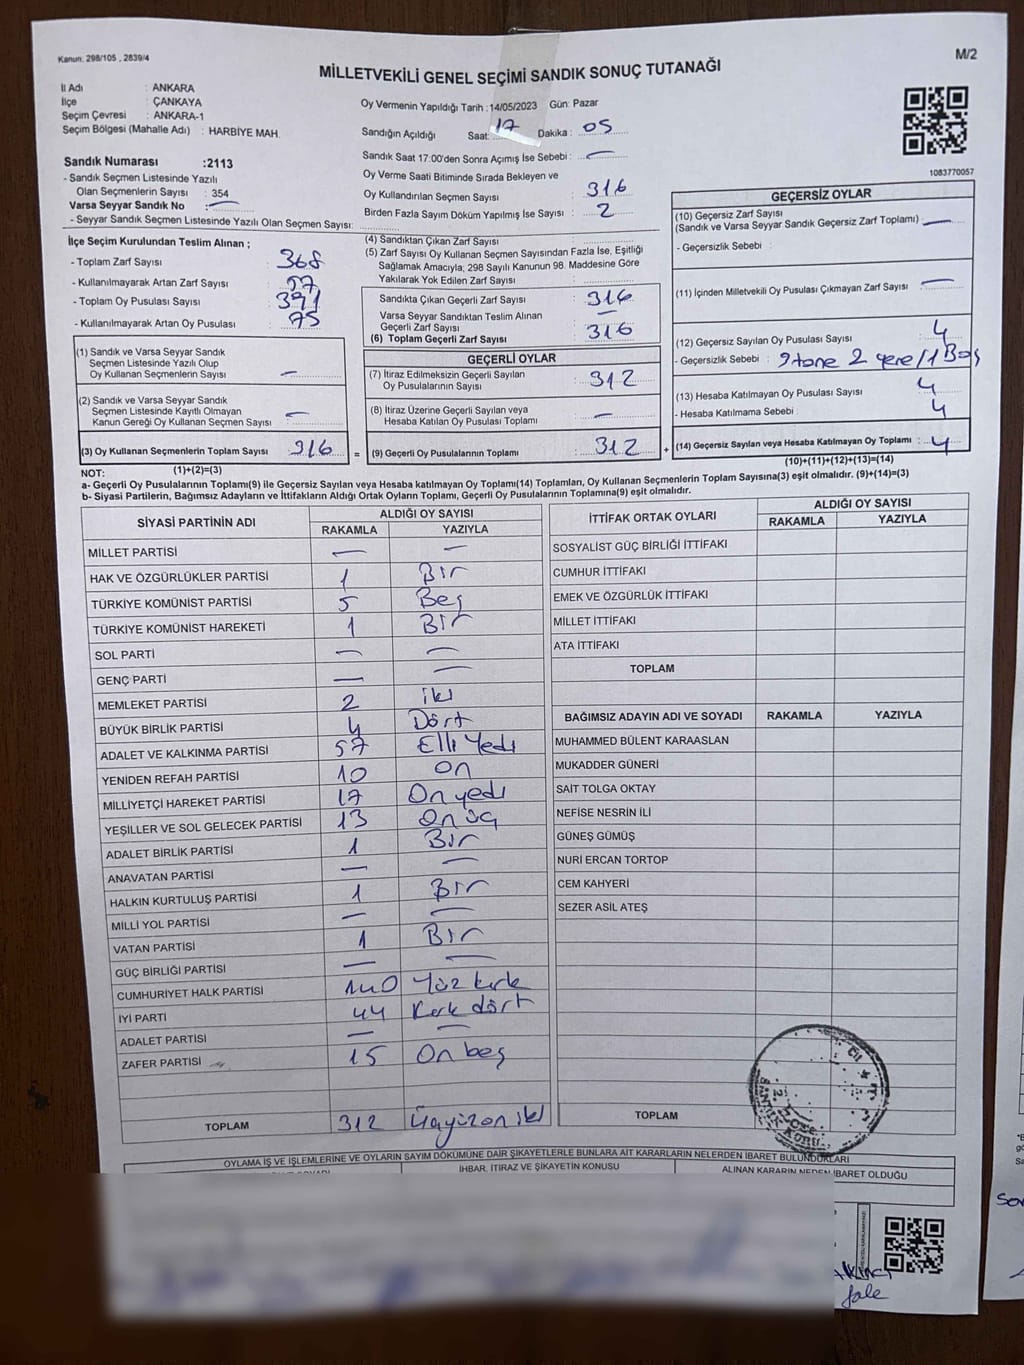 Kanun: 298/105 , 2839/4
M/2
MİLLETVEKİLİ GENEL SEÇİMİ SANDIK SONUÇ TUTANAĞI
İl Adı : ANKARA
İlçe : ÇANKAYA
Seçim Çevresi : ANKARA-1
Seçim Bölgesi (Mahalle Adı) : HARBİYE MAH.
Oy Vermenin Yapıldığı Tarih : 14/05/2023 Gün: Pazar
Sandığın Açıldığı Saat: 17 Dakika : 05
Sandık Saat 17:00'den Sonra Açımış İse Sebebi : —
Oy Verme Saati Bitiminde Sırada Bekleyen ve
Oy Kullandırılan Seçmen Sayısı : 316
Birden Fazla Sayım Döküm Yapılmış İse Sayısı : 2
1083770057
Sandık Numarası :2113
- Sandık Seçmen Listesinde Yazılı
Olan Seçmenlerin Sayısı : 354
Varsa Seyyar Sandık No : —
- Seyyar Sandık Seçmen Listesinde Yazılı Olan Seçmen Sayısı:
İlçe Seçim Kurulundan Teslim Alınan ;
- Toplam Zarf Sayısı : 368
- Kullanılmayarak Artan Zarf Sayısı :
- Toplam Oy Pusulası Sayısı : 391
- Kullanılmayarak Artan Oy Pusulası : 75
(4) Sandıktan Çıkan Zarf Sayısı :
(5) Zarf Sayısı Oy Kullanan Seçmen Sayısından Fazla İse, Eşitliği
Sağlamak Amacıyla, 298 Sayılı Kanunun 98. Maddesine Göre
Yakılarak Yok Edilen Zarf Sayısı :
Sandıkta Çıkan Geçerli Zarf Sayısı : 316
Varsa Seyyar Sandıktan Teslim Alınan
Geçerli Zarf Sayısı : —
(6) Toplam Geçerli Zarf Sayısı : 316
GEÇERSİZ OYLAR
(10) Geçersiz Zarf Sayısı
(Sandık ve Varsa Seyyar Sandık Geçersiz Zarf Toplamı) : —
- Geçersizlik Sebebi :
(11) İçinden Milletvekili Oy Pusulası Çıkmayan Zarf Sayısı : —
(12) Geçersiz Sayılan Oy Pusulası Sayısı : 4
- Geçersizlik Sebebi : 3 tane 2 yere / 1 Boş
(13) Hesaba Katılmayan Oy Pusulası Sayısı : 4
- Hesaba Katılmama Sebebi : 4
(14) Geçersiz Sayılan veya Hesaba Katılmayan Oy Toplamı : 4
(1) Sandık ve Varsa Seyyar Sandık
Seçmen Listesinde Yazılı Olup
Oy Kullanan Seçmenlerin Sayısı : —
(2) Sandık ve Varsa Seyyar Sandık
Seçmen Listesinde Kayıtlı Olmayan
Kanun Gereği Oy Kullanan Seçmen Sayısı : —
(3) Oy Kullanan Seçmenlerin Toplam Sayısı : 316 =
GEÇERLİ OYLAR
(7) İtiraz Edilmeksizin Geçerli Sayılan
Oy Pusulalarının Sayısı : 312
(8) İtiraz Üzerine Geçerli Sayılan veya
Hesaba Katılan Oy Pusulası Toplamı : —
(9) Geçerli Oy Pusulalarının Toplamı : 312 +
(1)+(2)=(3)
(10)+(11)+(12)+(13)=(14)
NOT:
a- Geçerli Oy Pusulalarının Toplamı(9) ile Geçersiz Sayılan veya Hesaba katılmayan Oy Toplamı(14) Toplamları, Oy Kullanan Seçmenlerin Toplam Sayısına(3) eşit olmalıdır. (9)+(14)=(3)
b- Siyasi Partilerin, Bağımsız Adayların ve İttifakların Aldığı Ortak Oyların Toplamı, Geçerli Oy Pusulalarının Toplamına(9) eşit olmalıdır.
SİYASİ PARTİNİN ADI ALDIĞI OY SAYISI
RAKAMLA YAZIYLA
MİLLET PARTİSİ — —
HAK VE ÖZGÜRLÜKLER PARTİSİ 1 Bir
TÜRKİYE KOMÜNİST PARTİSİ 5 Beş
TÜRKİYE KOMÜNİST HAREKETİ 1 Bir
SOL PARTİ — —
GENÇ PARTİ — —
MEMLEKET PARTİSİ 2 iki
BÜYÜK BİRLİK PARTİSİ 4 Dört
ADALET VE KALKINMA PARTİSİ 57 Elli Yedi
YENİDEN REFAH PARTİSİ 10 On
MİLLİYETÇİ HAREKET PARTİSİ 17 On yedi
YEŞİLLER VE SOL GELECEK PARTİSİ 13 On üç
ADALET BİRLİK PARTİSİ 1 Bir
ANAVATAN PARTİSİ — —
HALKIN KURTULUŞ PARTİSİ 1 Bir
MİLLİ YOL PARTİSİ — —
VATAN PARTİSİ 1 Bir
GÜÇ BİRLİĞİ PARTİSİ — —
CUMHURİYET HALK PARTİSİ 140 Yüz kırk
İYİ PARTİ 44 Kırk dört
ADALET PARTİSİ — —
ZAFER PARTİSİ 15 On beş
TOPLAM 312 Üçyüz on iki
İTTİFAK ORTAK OYLARI ALDIĞI OY SAYISI
RAKAMLA YAZIYLA
SOSYALİST GÜÇ BİRLİĞİ İTTİFAKI
CUMHUR İTTİFAKI
EMEK VE ÖZGÜRLÜK İTTİFAKI
MİLLET İTTİFAKI
ATA İTTİFAKI
TOPLAM
BAĞIMSIZ ADAYIN ADI VE SOYADI RAKAMLA YAZIYLA
MUHAMMED BÜLENT KARAASLAN
MUKADDER GÜNERİ
SAİT TOLGA OKTAY
NEFİSE NESRİN İLİ
GÜNEŞ GÜMÜŞ
NURİ ERCAN TORTOP
CEM KAHYERİ
SEZER ASİL ATEŞ
TOPLAM
OYLAMA İŞ VE İŞLEMLERİNE VE OYLARIN SAYIM DÖKÜMÜNE DAİR ŞİKAYETLERLE BUNLARA AİT KARARLARIN NELERDEN İBARET BULUNDUKLARI
İHBAR, İTİRAZ VE ŞİKAYETİN KONUSU
ALINAN KARARIN NEDEN İBARET OLDUĞU
Jale